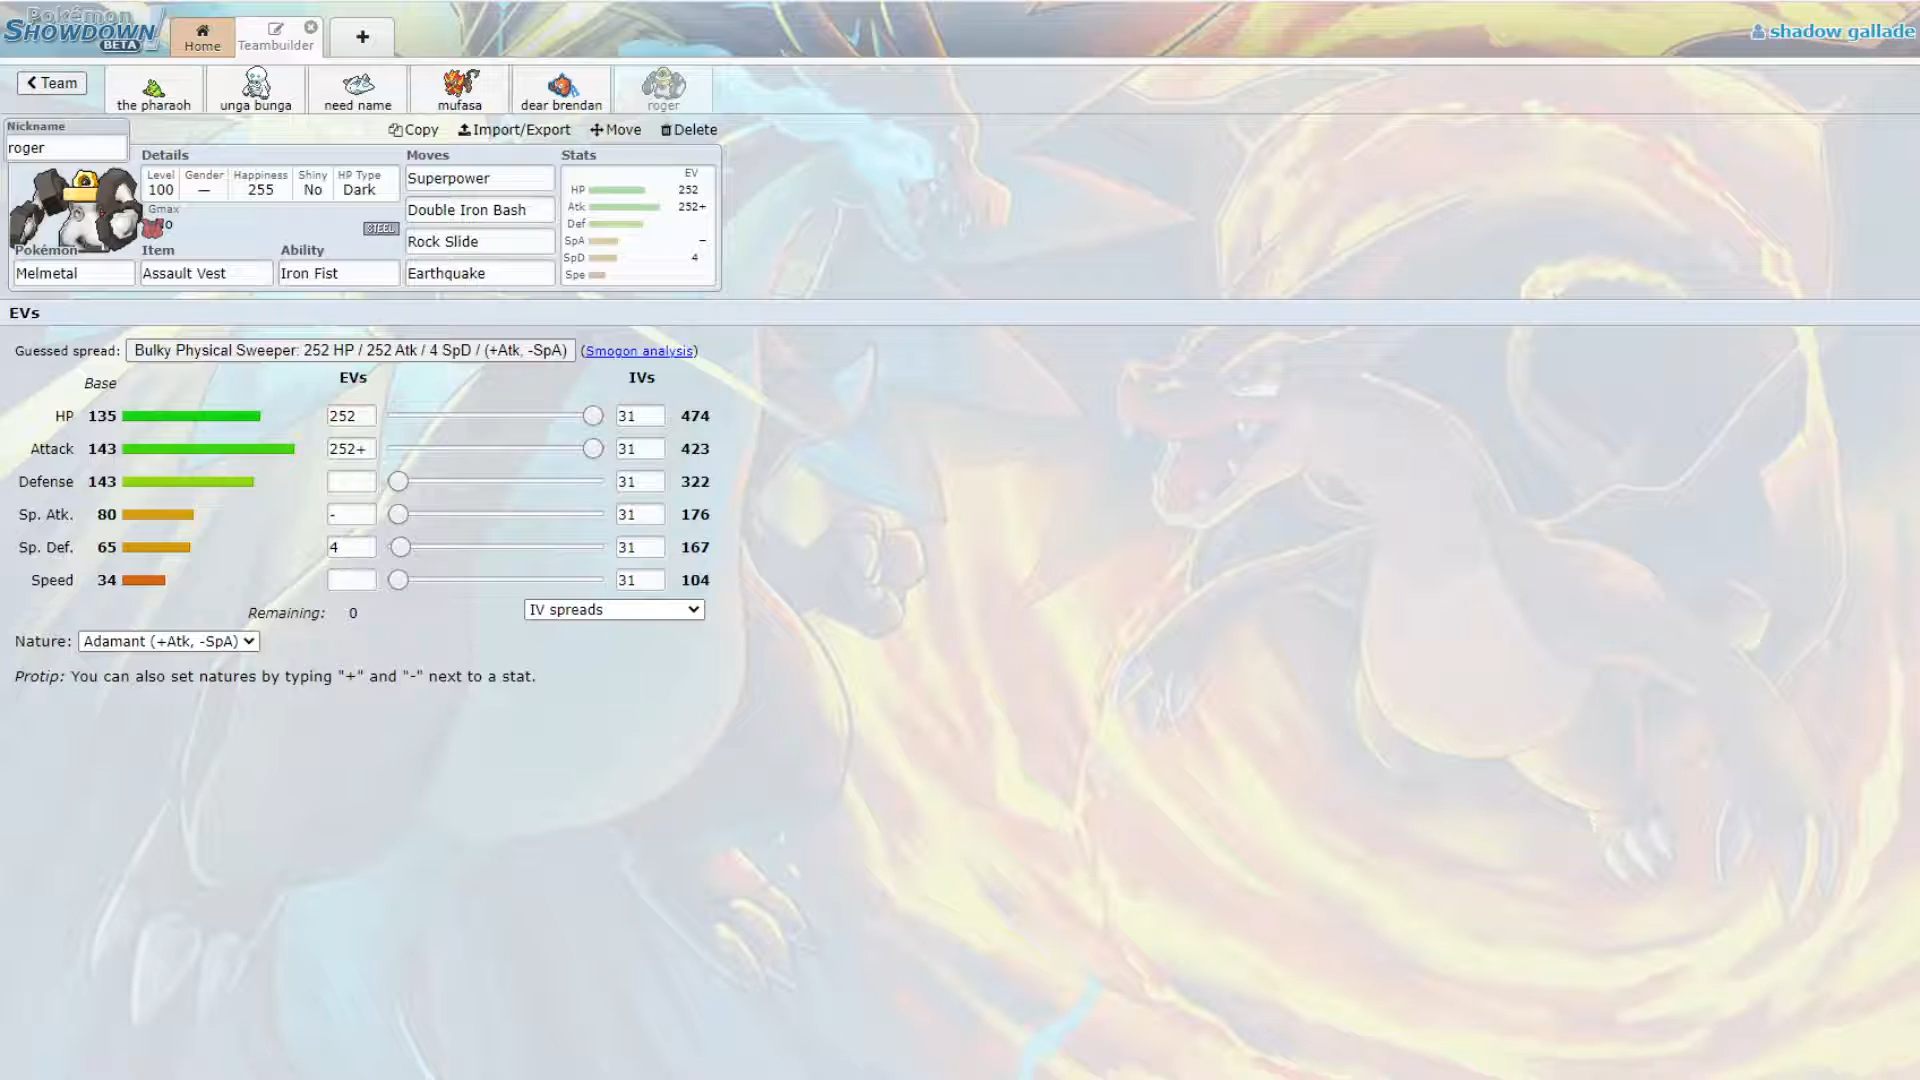 Pokémon
SHOWDOWN
BETA
Home
Teambuilder
+
shadow gallade
Team
the pharaoh
unga bunga
need name
mufasa
dear brendan
roger
Nickname
roger
Copy
Import/Export
Move
Delete
Details
Moves
Stats
Level Gender Happiness Shiny HP Type
100 — 255 No Dark
Gmax
No
STEEL
Pokémon
Melmetal
Item
Assault Vest
Ability
Iron Fist
Superpower
Double Iron Bash
Rock Slide
Earthquake
EV
HP 252
Atk 252+
Def
SpA −
SpD 4
Spe
EVs
Guessed spread: Bulky Physical Sweeper: 252 HP / 252 Atk / 4 SpD / (+Atk, -SpA) (Smogon analysis)
Base EVs IVs
HP 135 252 31 474
Attack 143 252+ 31 423
Defense 143 31 322
Sp. Atk. 80 - 31 176
Sp. Def. 65 4 31 167
Speed 34 31 104
Remaining: 0
IV spreads
Nature: Adamant (+Atk, -SpA)
Protip: You can also set natures by typing "+" and "-" next to a stat.